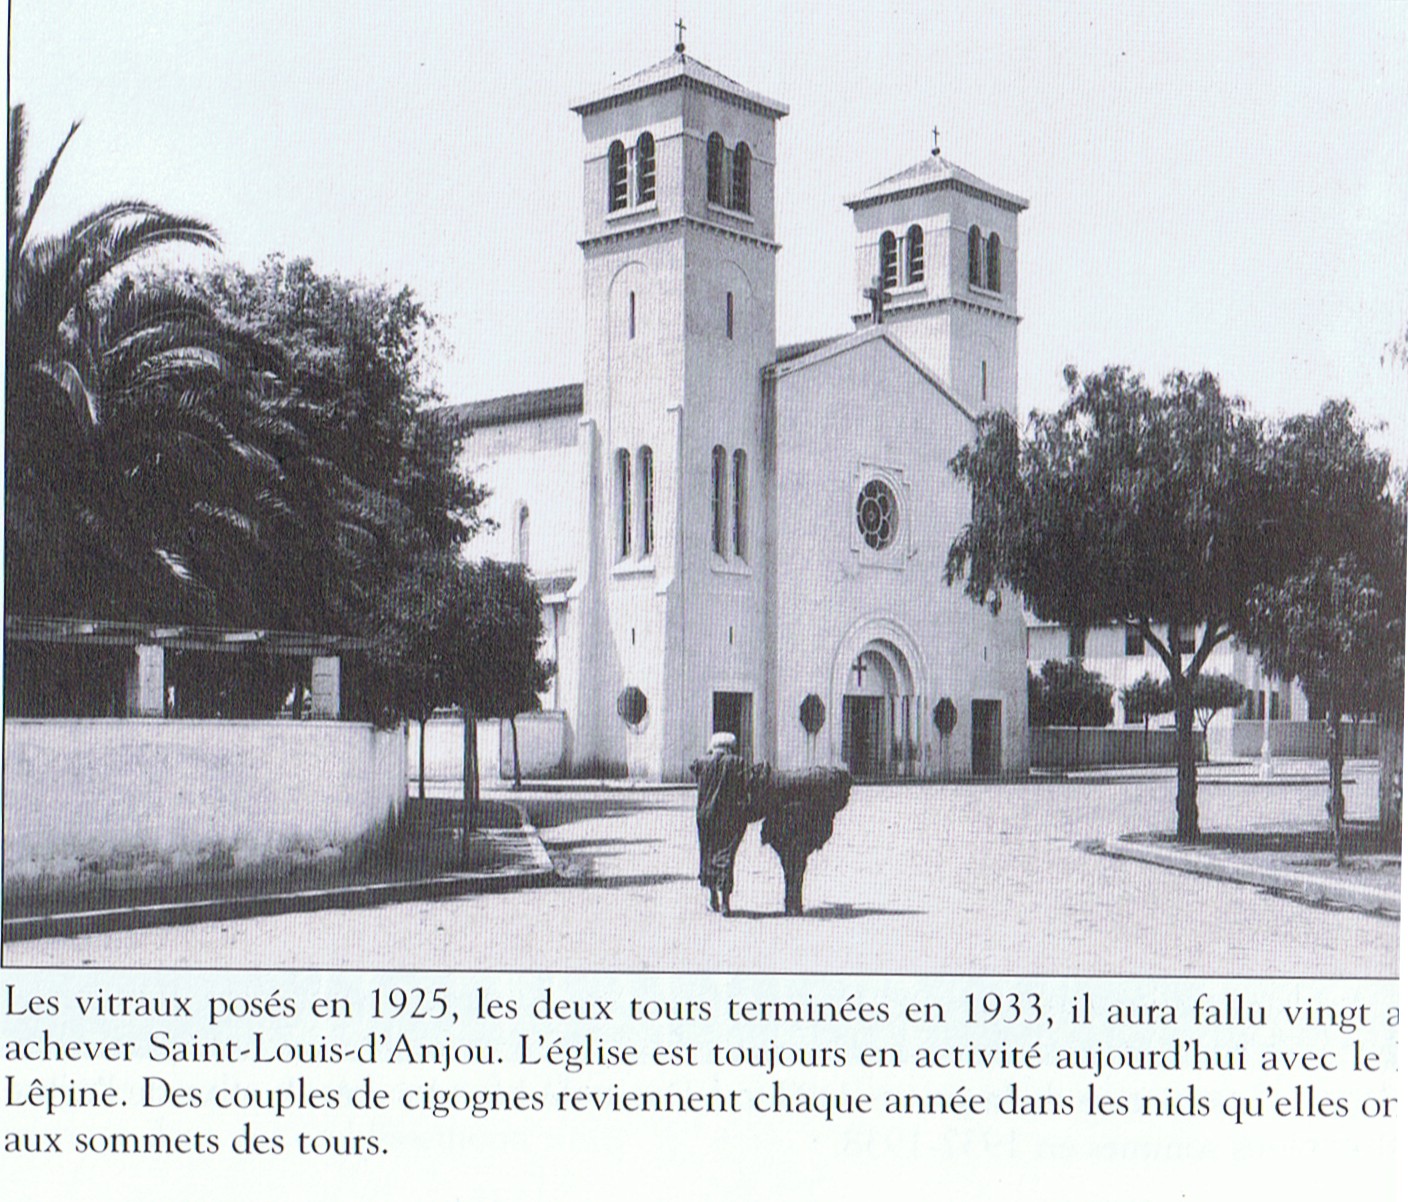 Les vitraux posés en 1925, les deux tours terminées en 1933, il aura fallu vingt
achever Saint-Louis-d'Anjou. L'église est toujours en activité aujourd'hui avec le
Lêpine. Des couples de cigognes reviennent chaque année dans les nids qu'elles
aux sommets des tours.